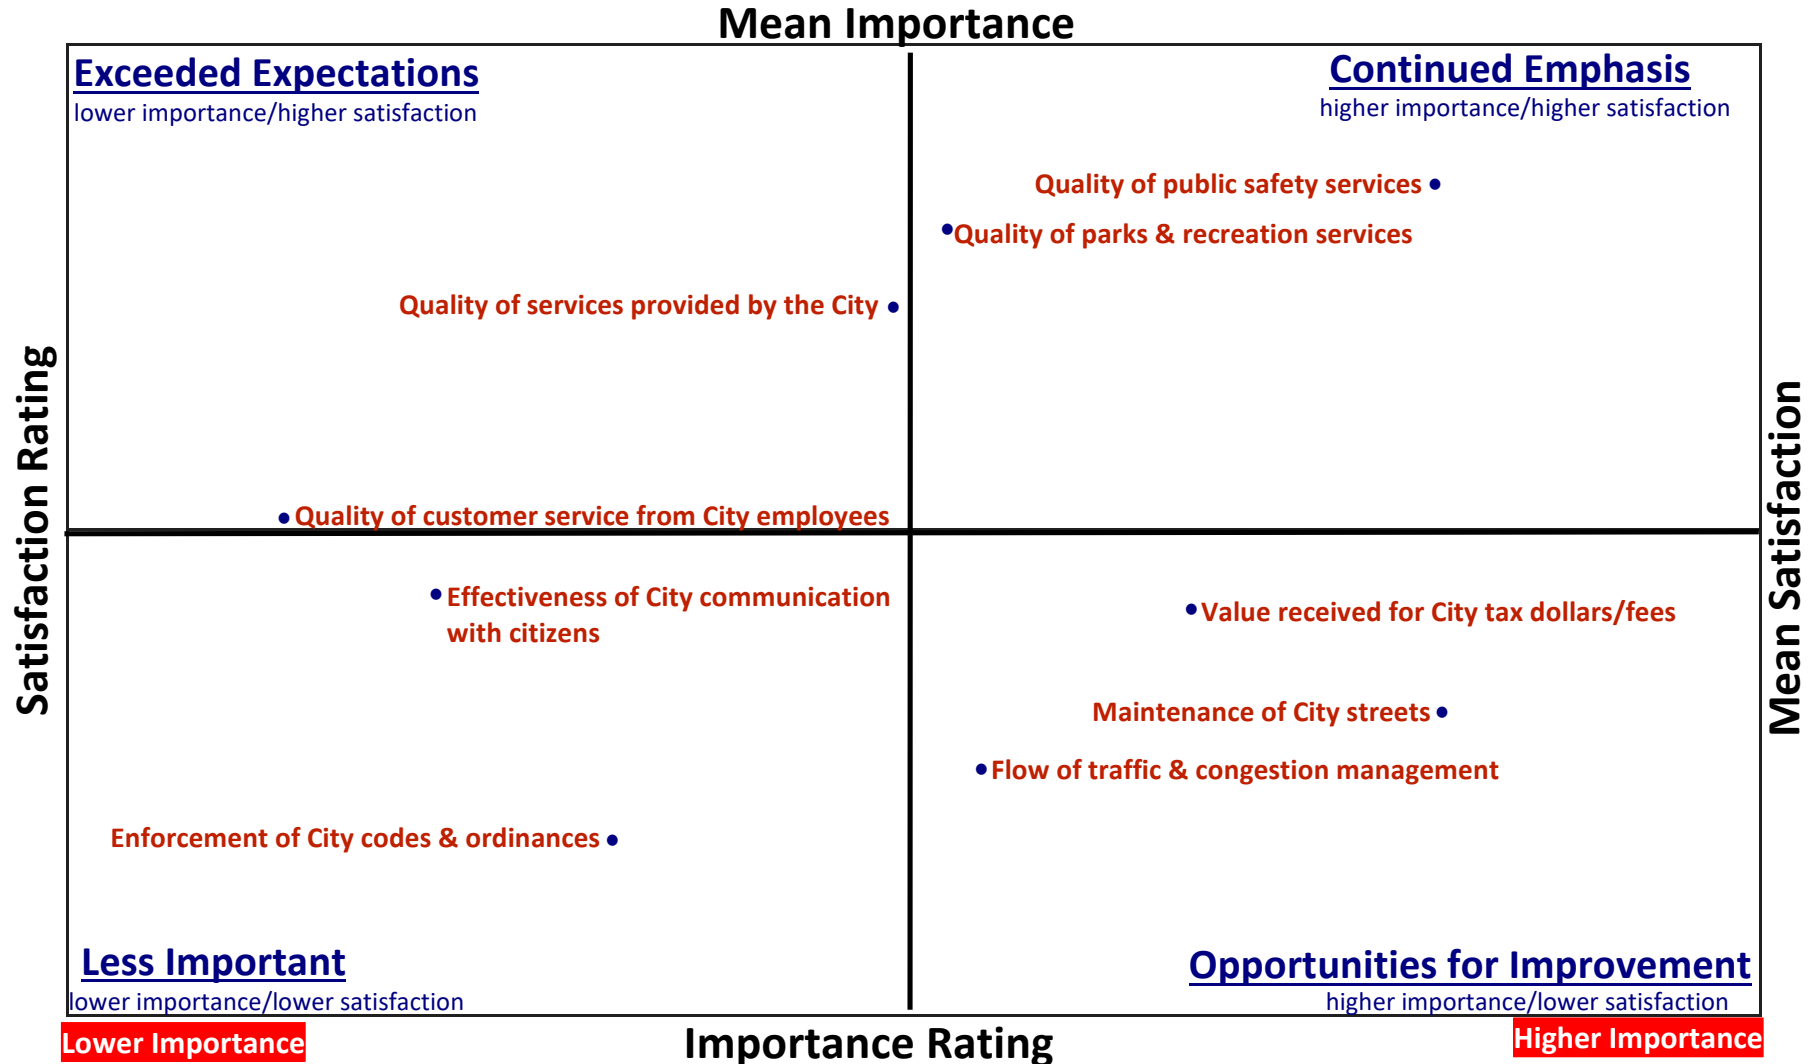 Mean Importance
Exceeded Expectations
lower importance/higher satisfaction
Continued Emphasis
higher importance/higher satisfaction
Quality of public safety services
Quality of parks & recreation services
Quality of services provided by the City
Quality of customer service from City employees
Satisfaction Rating
Mean Satisfaction
Effectiveness of City communication
with citizens
Value received for City tax dollars/fees
Maintenance of City streets
Flow of traffic & congestion management
Enforcement of City codes & ordinances
Less Important
lower importance/lower satisfaction
Opportunities for Improvement
higher importance/lower satisfaction
Lower Importance
Importance Rating
Higher Importance